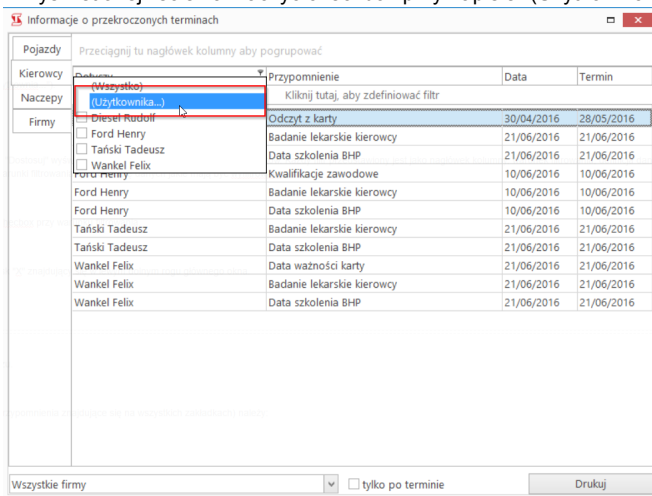 Informacje o przekroczonych terminach
Pojazdy
Kierowcy
Naczepy
Firmy
Przeciągnij tu nagłówek kolumny aby pogrupować
Dotyczy Przypomnienie Data Termin
Kliknij tutaj, aby zdefiniować filtr
(Wszystko)
(Użytkownika...)
Diesel Rudolf
Ford Henry
Tański Tadeusz
Wankel Felix
Odczyt z karty 30/04/2016 28/05/2016
Badanie lekarskie kierowcy 21/06/2016 21/06/2016
Data szkolenia BHP 21/06/2016 21/06/2016
Ford Henry Kwalifikacje zawodowe 10/06/2016 10/06/2016
Ford Henry Badanie lekarskie kierowcy 10/06/2016 10/06/2016
Ford Henry Data szkolenia BHP 10/06/2016 10/06/2016
Tański Tadeusz Badanie lekarskie kierowcy 21/06/2016 21/06/2016
Tański Tadeusz Data szkolenia BHP 21/06/2016 21/06/2016
Wankel Felix Data ważności karty 21/06/2016 21/06/2016
Wankel Felix Badanie lekarskie kierowcy 21/06/2016 21/06/2016
Wankel Felix Data szkolenia BHP 21/06/2016 21/06/2016
Wszystkie firmy tylko po terminie Drukuj